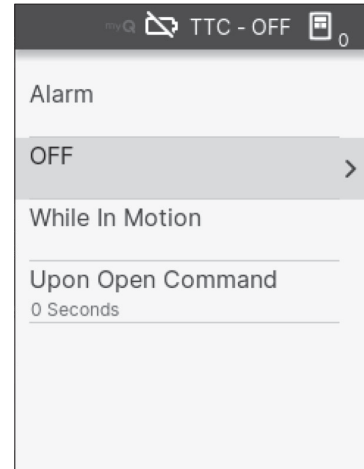 myQ TTC - OFF 0
Alarm
OFF
While In Motion
Upon Open Command
0 Seconds